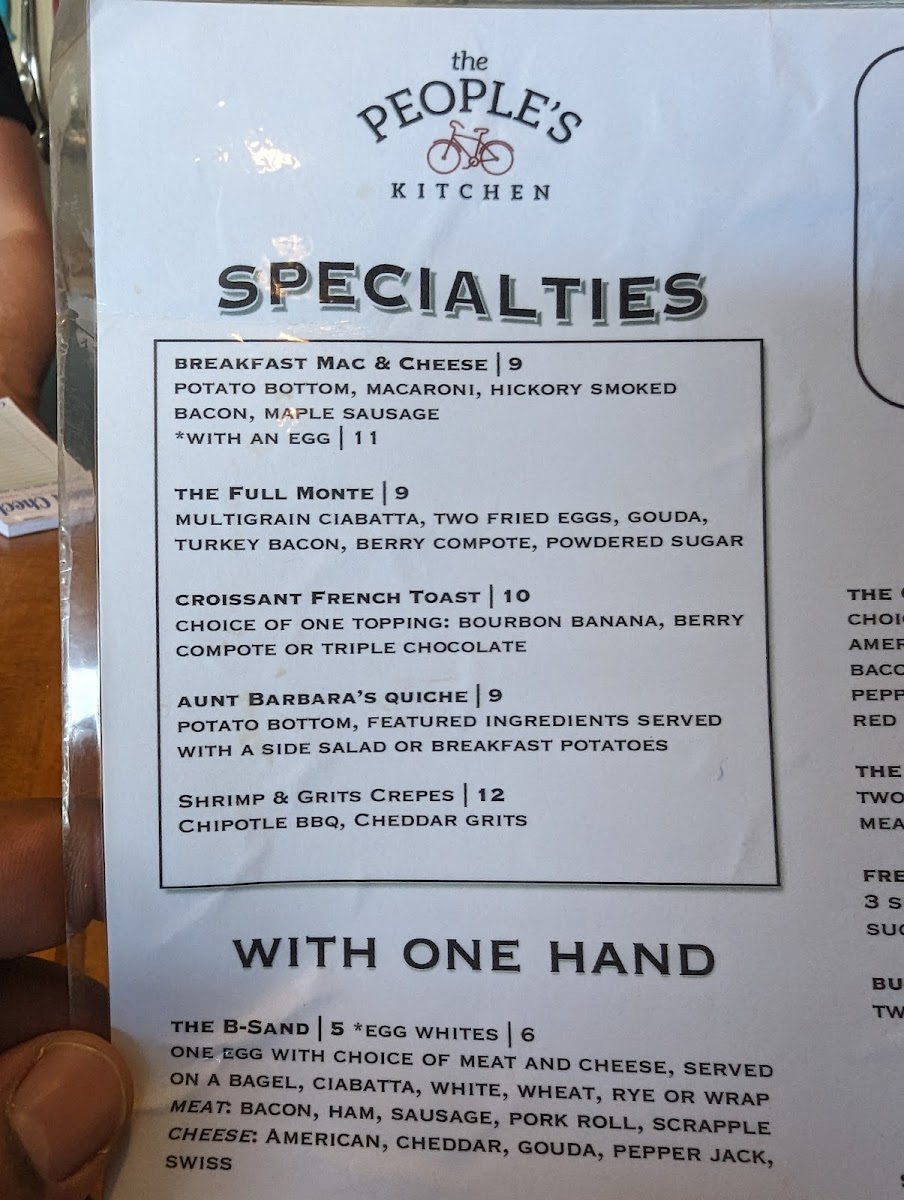 the
PEOPLE'S
KITCHEN
SPECIALTIES
BREAKFAST MAC & CHEESE | 9
POTATO BOTTOM, MACARONI, HICKORY SMOKED
BACON, MAPLE SAUSAGE
*WITH AN EGG | 11
THE FULL MONTE | 9
MULTIGRAIN CIABATTA, TWO FRIED EGGS, GOUDA,
TURKEY BACON, BERRY COMPOTE, POWDERED SUGAR
CROISSANT FRENCH TOAST | 10
CHOICE OF ONE TOPPING: BOURBON BANANA, BERRY
COMPOTE OR TRIPLE CHOCOLATE
AUNT BARBARA'S QUICHE | 9
POTATO BOTTOM, FEATURED INGREDIENTS SERVED
WITH A SIDE SALAD OR BREAKFAST POTATOES
SHRIMP & GRITS CREPES | 12
CHIPOTLE BBQ, CHEDDAR GRITS
WITH ONE HAND
THE B-SAND | 5 *EGG WHITES | 6
ONE EGG WITH CHOICE OF MEAT AND CHEESE, SERVED
ON A BAGEL, CIABATTA, WHITE, WHEAT, RYE OR WRAP
MEAT: BACON, HAM, SAUSAGE, PORK ROLL, SCRAPPLE
CHEESE: AMERICAN, CHEDDAR, GOUDA, PEPPER JACK,
SWISS
THE
RED
THE
TWO
3